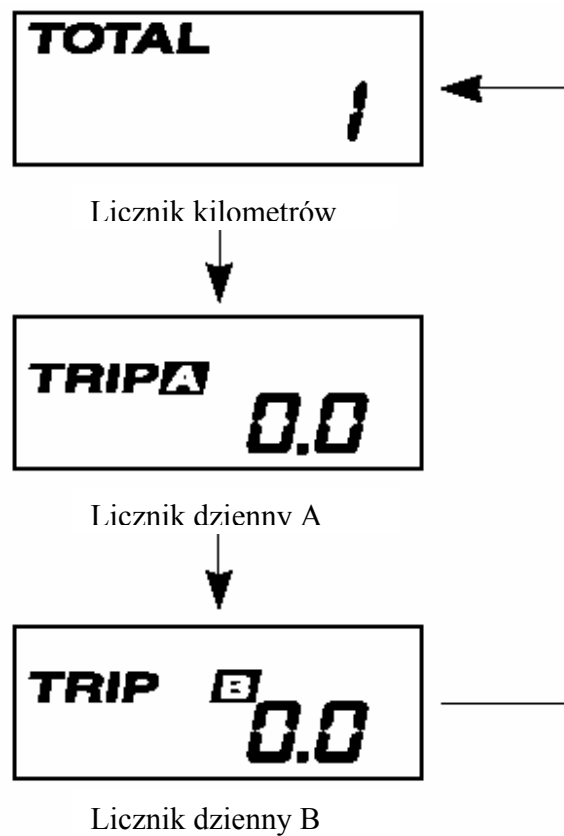 TOTAL
1
Licznik kilometrów
TRIP A
0.0
Licznik dzienny A
TRIP B
0.0
Licznik dzienny B